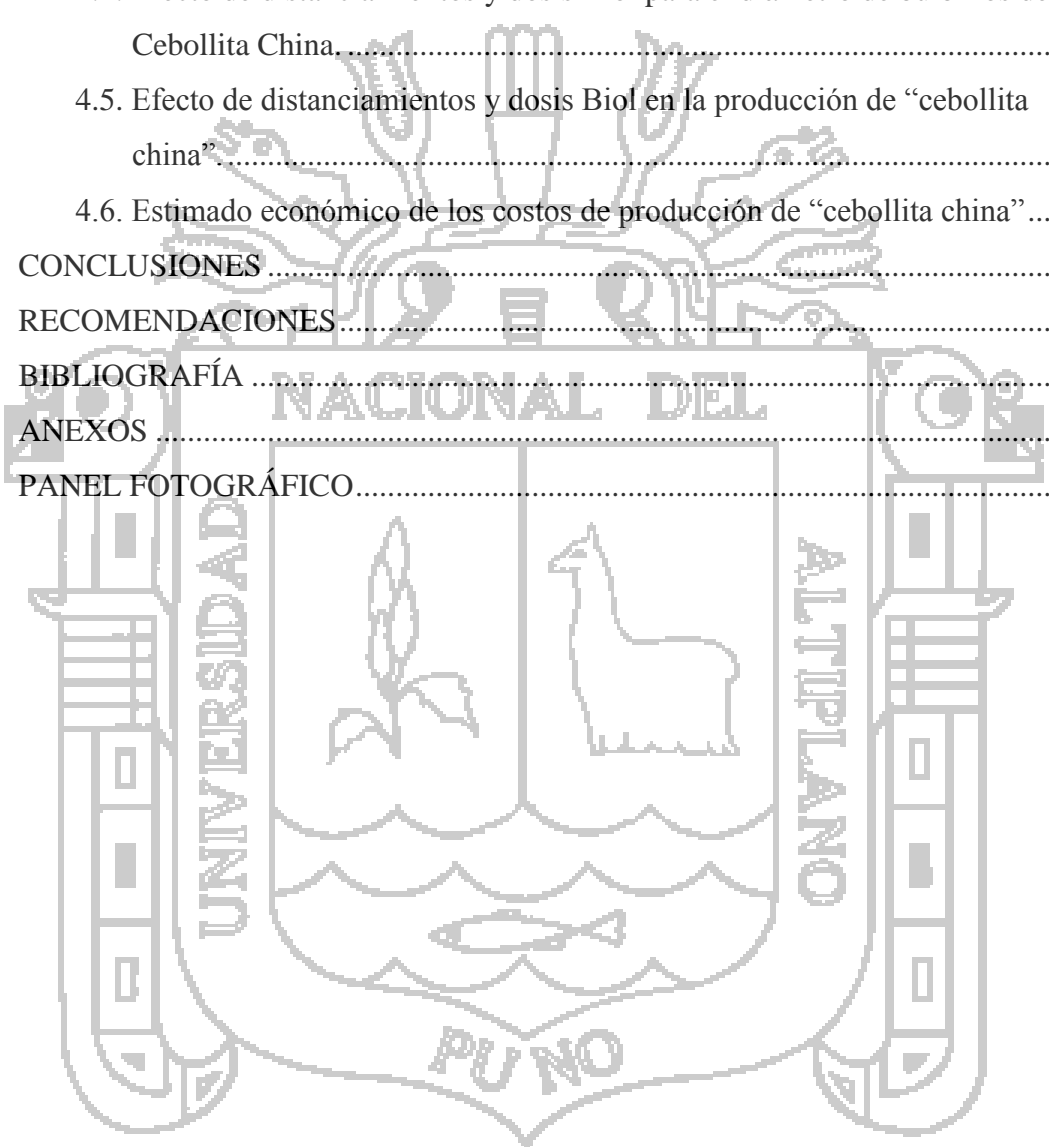 Cebollita China.
4.5. Efecto de distanciamientos y dosis Biol en la producción de “cebollita
china”.
4.6. Estimado económico de los costos de producción de “cebollita china”
CONCLUSIONES
RECOMENDACIONES
BIBLIOGRAFÍA
ANEXOS
PANEL FOTOGRÁFICO
NACIONAL DEL
UNIVERSIDAD
ALTIPLANO
PUNO